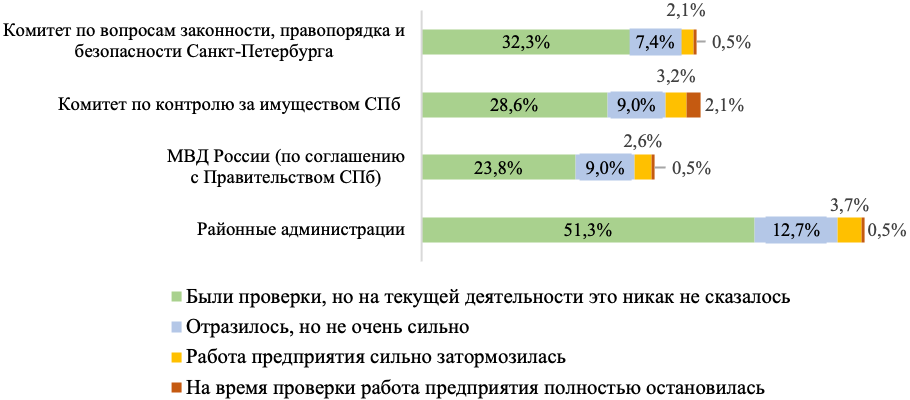 2,1%
Комитет по вопросам законности, правопорядка и
безопасности Санкт-Петербурга
32,3%
7,4%
0,5%
3,2%
Комитет по контролю за имуществом СПб
28,6%
9,0%
2,1%
2,6%
МВД России (по соглашению
с Правительством СПб)
23,8%
9,0%
0,5%
3,7%
Районные администрации
51,3%
12,7%
0,5%
Были проверки, но на текущей деятельности это никак не сказалось
Отразилось, но не очень сильно
Работа предприятия сильно затормозилась
На время проверки работа предприятия полностью остановилась